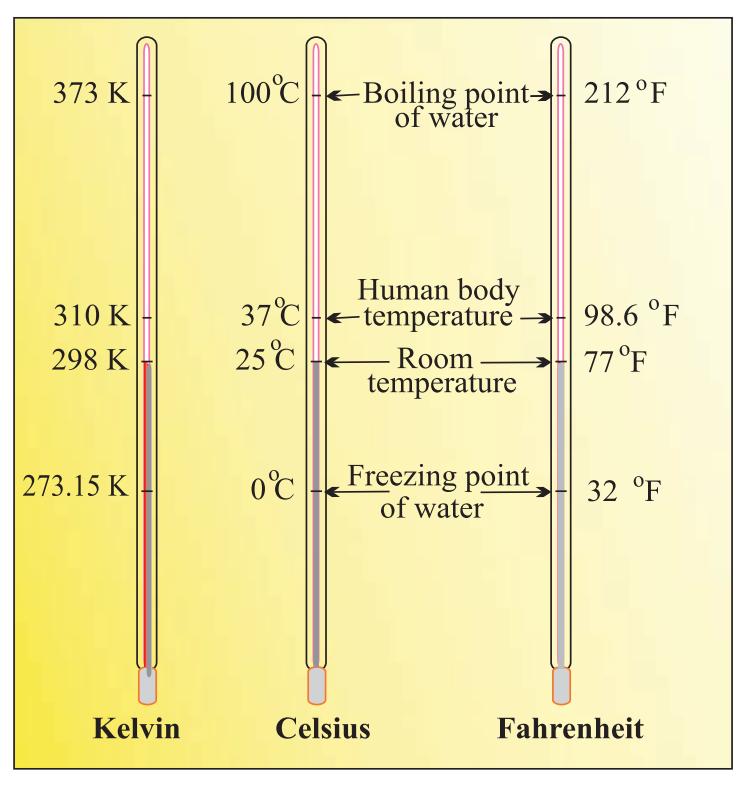 373 K 100°C Boiling point 212 °F
of water
Human body
310 K 37°C temperature 98.6 °F
298 K 25°C Room 77 °F
temperature
273.15 K 0°C Freezing point 32 °F
of water
Kelvin Celsius Fahrenheit